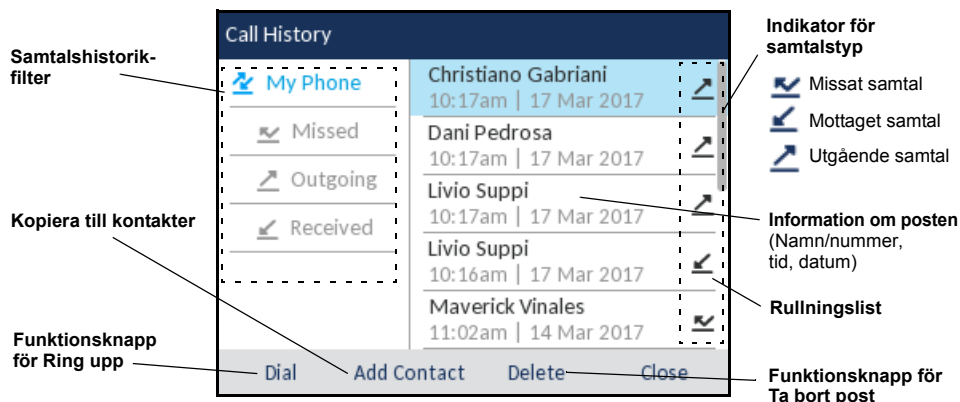 Samtalshistorik-
filter
Kopiera till kontakter
Funktionsknapp
för Ring upp
Call History
My Phone
Missed
Outgoing
Received
Christiano Gabriani
10:17am | 17 Mar 2017
Dani Pedrosa
10:17am | 17 Mar 2017
Livio Suppi
10:17am | 17 Mar 2017
Livio Suppi
10:16am | 17 Mar 2017
Maverick Vinales
11:02am | 14 Mar 2017
Dial Add Contact Delete Close
Indikator för
samtalstyp
Missat samtal
Mottaget samtal
Utgående samtal
Information om posten
(Namn/nummer,
tid, datum)
Rullningslist
Funktionsknapp för
Ta bort post